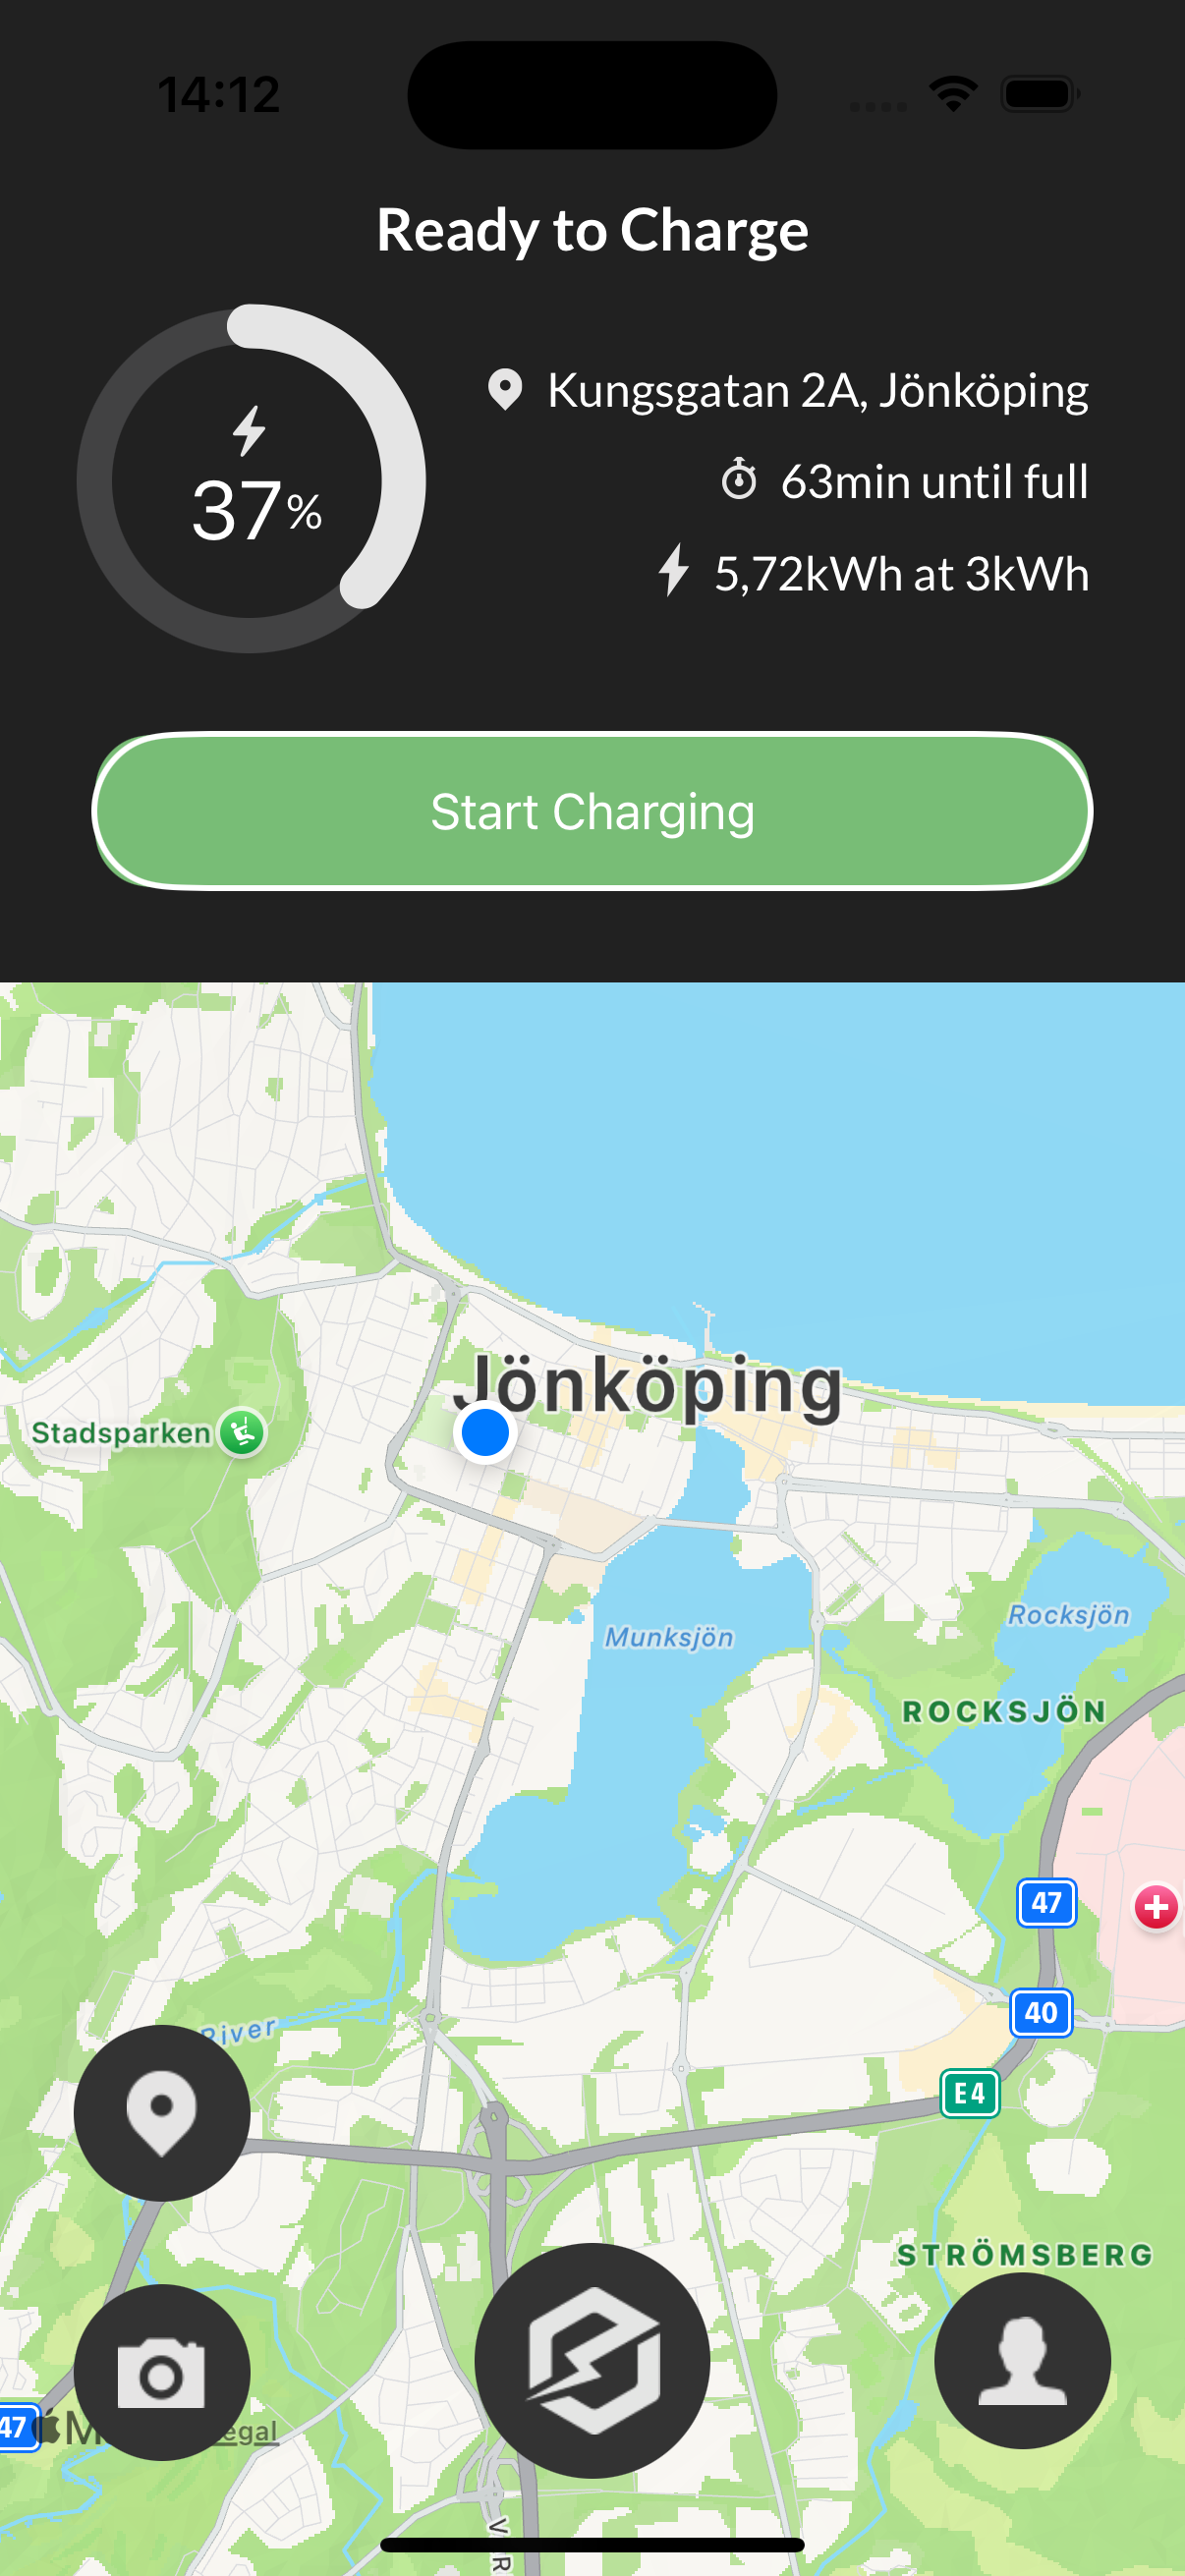 14:12
Ready to Charge
37%
Kungsgatan 2A, Jönköping
63min until full
5,72kWh at 3kWh
Start Charging
Jönköping
Stadsparken
Munksjön
Rocksjön
ROCKSJÖN
47
40
River
E4
STRÖMSBERG
47